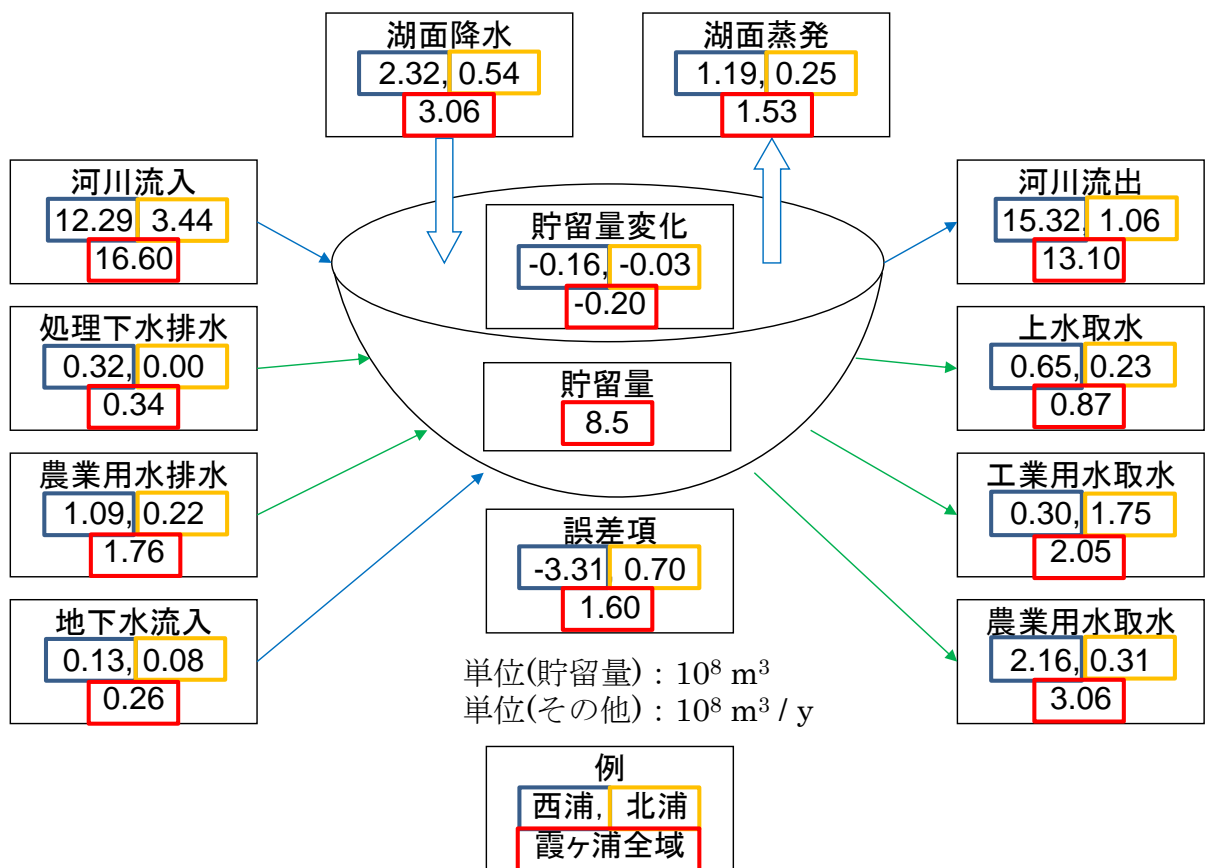 湖面降水
2.32, 0.54
3.06
湖面蒸発
1.19, 0.25
1.53
河川流入
12.29 3.44
16.60
貯留量変化
-0.16, -0.03
-0.20
河川流出
15.32, 1.06
13.10
処理下水排水
0.32, 0.00
0.34
貯留量
8.5
上水取水
0.65, 0.23
0.87
農業用水排水
1.09, 0.22
1.76
誤差項
-3.31 0.70
1.60
工業用水取水
0.30, 1.75
2.05
地下水流入
0.13, 0.08
0.26
農業用水取水
2.16, 0.31
3.06
単位(貯留量)：10⁸ m³
単位(その他)：10⁸ m³ / y
例
西浦, 北浦
霞ヶ浦全域